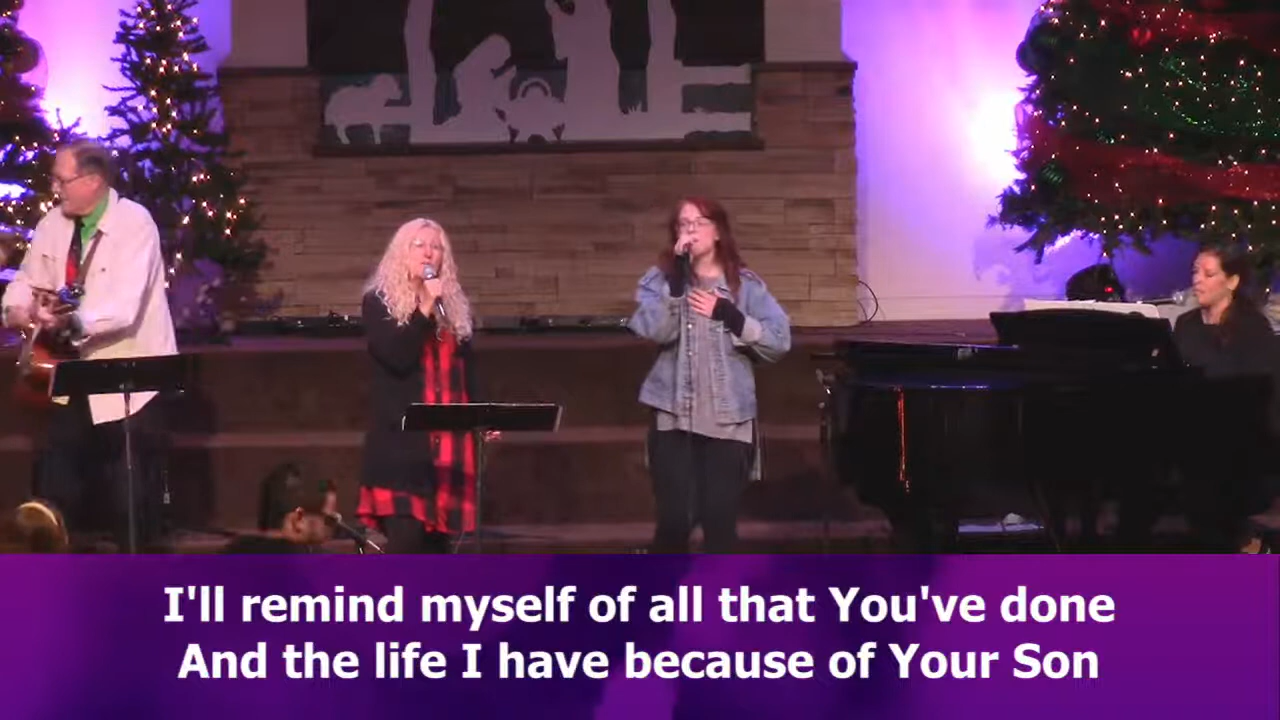 I'll remind myself of all that You've done
And the life I have because of Your Son